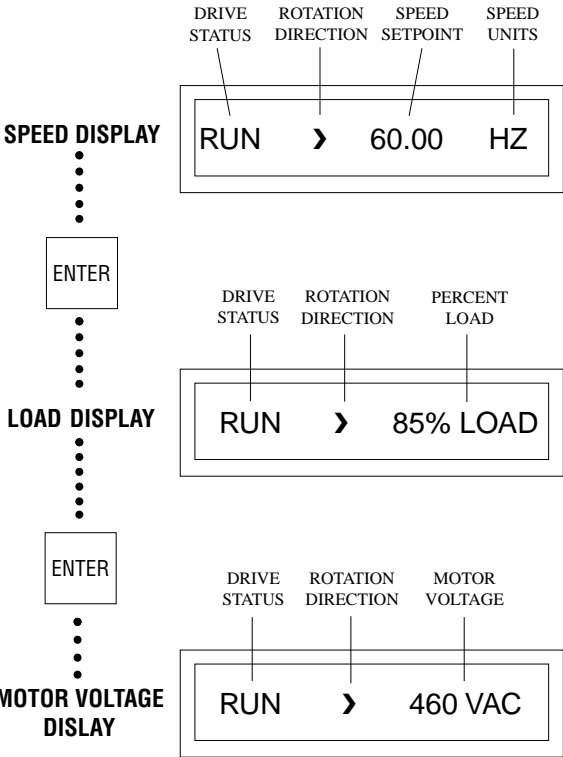 DRIVE STATUS
ROTATION DIRECTION
SPEED SETPOINT
SPEED UNITS
SPEED DISPLAY
RUN › 60.00 HZ
ENTER
DRIVE STATUS
ROTATION DIRECTION
PERCENT LOAD
LOAD DISPLAY
RUN › 85% LOAD
ENTER
DRIVE STATUS
ROTATION DIRECTION
MOTOR VOLTAGE
MOTOR VOLTAGE
DISLAY
RUN › 460 VAC